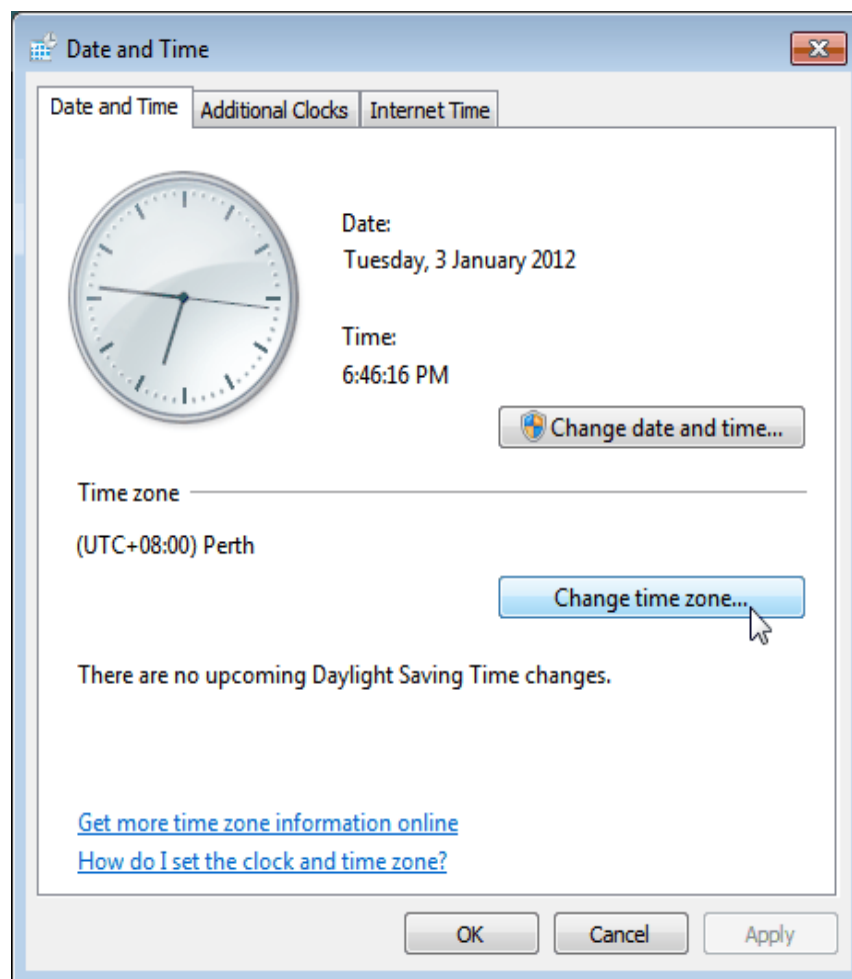 Date and Time
Date and Time
Additional Clocks
Internet Time
Date:
Tuesday, 3 January 2012
Time:
6:46:16 PM
Change date and time...
Time zone
(UTC+08:00) Perth
Change time zone...
There are no upcoming Daylight Saving Time changes.
Get more time zone information online
How do I set the clock and time zone?
OK
Cancel
Apply